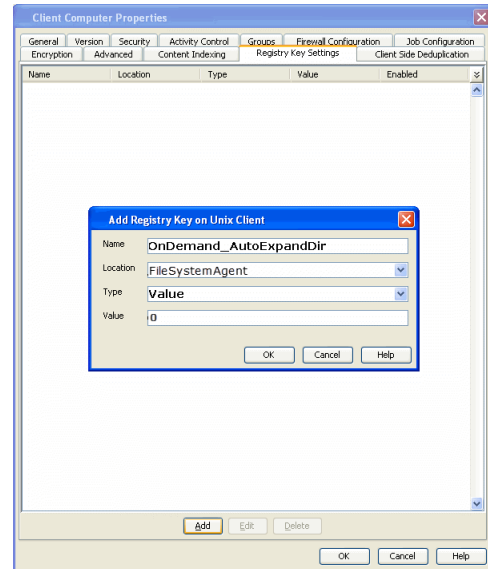 Client Computer Properties
General Version Security Activity Control Groups Firewall Configuration Job Configuration
Encryption Advanced Content Indexing Registry Key Settings Client Side Deduplication
Name Location Type Value Enabled
Add Registry Key on Unix Client
Name OnDemand_AutoExpandDir
Location FileSystemAgent
Type Value
Value 0
OK Cancel Help
Add Edit Delete
OK Cancel Help